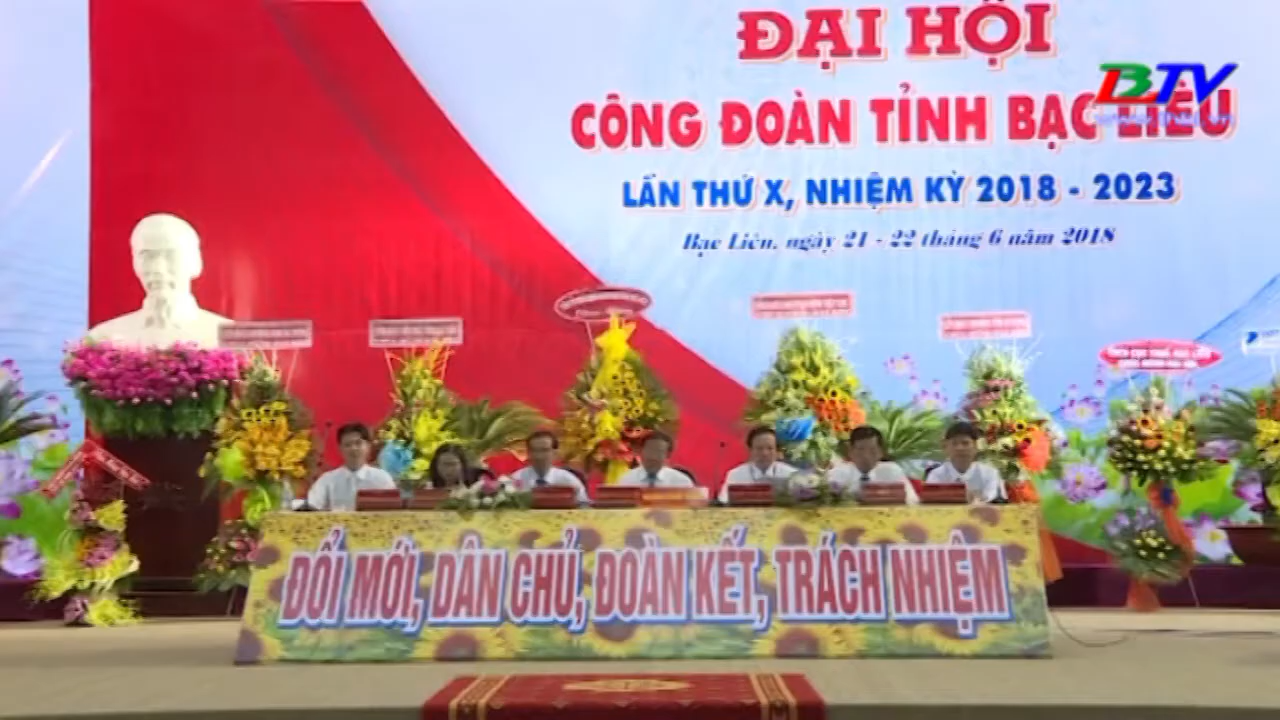 ĐẠI HỘI
BTV
CÔNG ĐOÀN TỈNH BẠC LIÊU
LẦN THỨ X, NHIỆM KỲ 2018 - 2023
Bạc Liêu, ngày 21 - 22 tháng 6 năm 2018
ĐỔI MỚI, DÂN CHỦ, ĐOÀN KẾT, TRÁCH NHIỆM